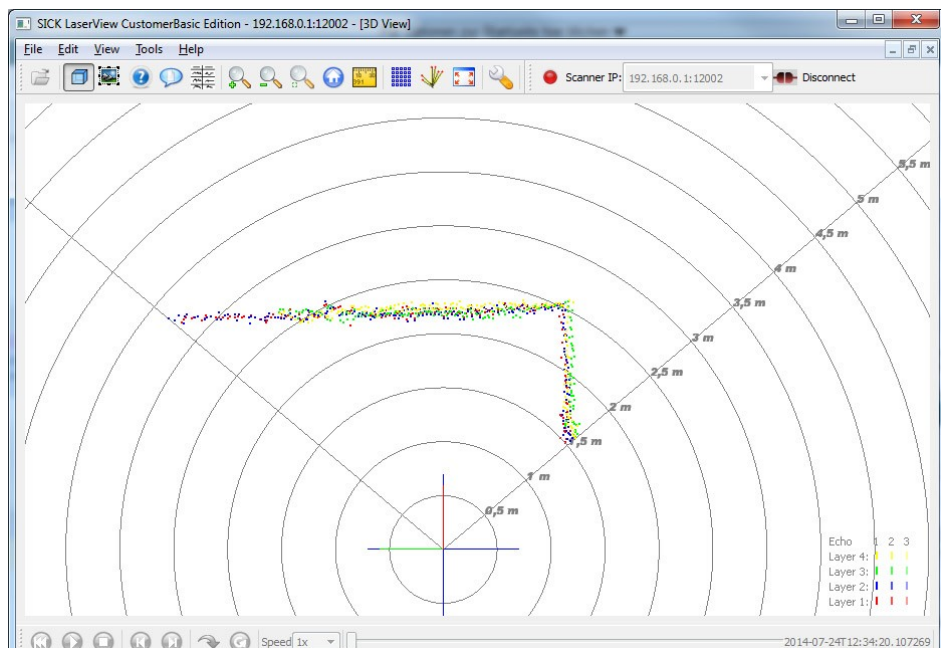 SICK LaserView CustomerBasic Edition - 192.168.0.1:12002 - [3D View]
File Edit View Tools Help
Scanner IP: 192.168.0.1:12002 Disconnect
5,5 m
5 m
4,5 m
4 m
3,5 m
3 m
2,5 m
2 m
,5 m
1 m
0,5 m
Echo 1 2 3
Layer 4:
Layer 3:
Layer 2:
Layer 1:
Speed 1x 2014-07-24T12:34:20.107269